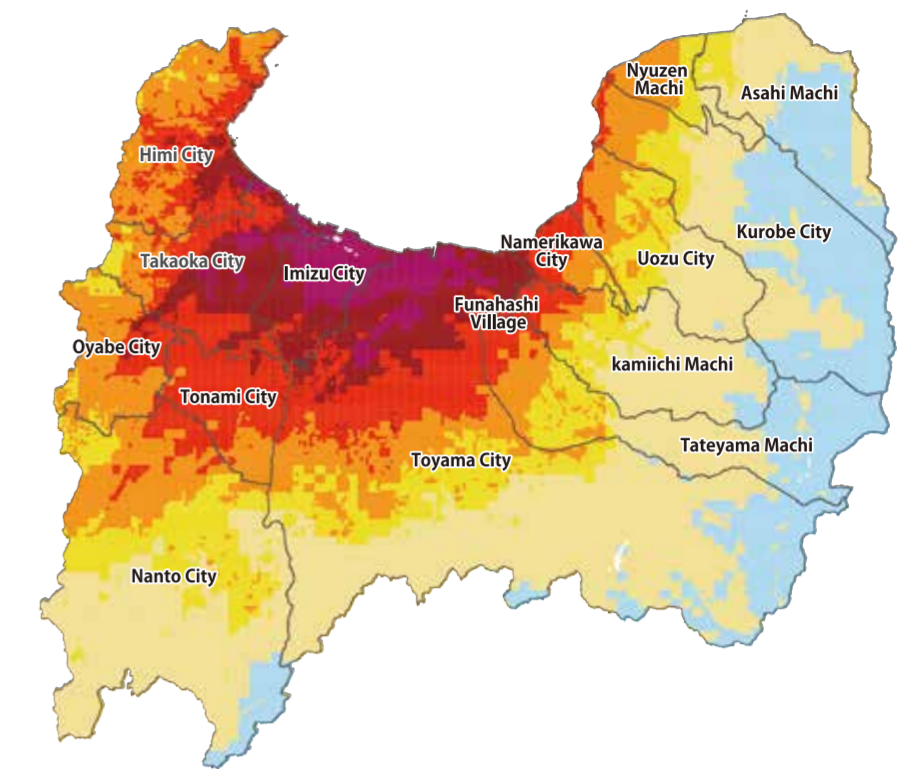 Nyuzen
Machi
Asahi Machi
Himi City
Kurobe City
Namerikawa
City
Takaoka City
Imizu City
Uozu City
Funahashi
Village
Oyabe City
kamiichi Machi
Tonami City
Tateyama Machi
Toyama City
Nanto City